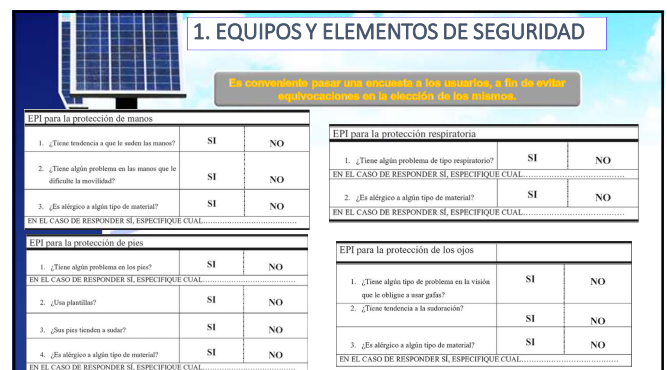 1. EQUIPOS Y ELEMENTOS DE SEGURIDAD
Es conveniente pasar una encuesta a los usuarios, a fin de evitar
equivocaciones en la elección de los mismos.
EPI para la protección de manos
1. ¿Tiene tendencia a que le suden las manos? SI NO
2. ¿Tiene algún problema en las manos que le
dificulte la movilidad? SI NO
3. ¿Es alérgico a algún tipo de material? SI NO
EN EL CASO DE RESPONDER SÍ, ESPECIFIQUE CUAL.....................................
EPI para la protección de pies
1. ¿Tiene algún problema en los pies? SI NO
EN EL CASO DE RESPONDER SÍ, ESPECIFIQUE CUAL.....................................
2. ¿Usa plantillas? SI NO
3. ¿Sus pies tienden a sudar? SI NO
4. ¿Es alérgico a algún tipo de material? SI NO
EN EL CASO DE RESPONDER SÍ, ESPECIFIQUE CUAL.....................................
EPI para la protección respiratoria
1. ¿Tiene algún problema de tipo respiratorio? SI NO
EN EL CASO DE RESPONDER SÍ, ESPECIFIQUE CUAL.....................................
2. ¿Es alérgico a algún tipo de material? SI NO
EN EL CASO DE RESPONDER SÍ, ESPECIFIQUE CUAL.....................................
EPI para la protección de los ojos
1. ¿Tiene algún tipo de problema en la visión SI NO
que le obligue a usar gafas?
2. ¿Tiene tendencia a la sudoración? SI NO
3. ¿Es alérgico a algún tipo de material? SI NO
EN EL CASO DE RESPONDER SÍ, ESPECIFIQUE CUAL.....................................